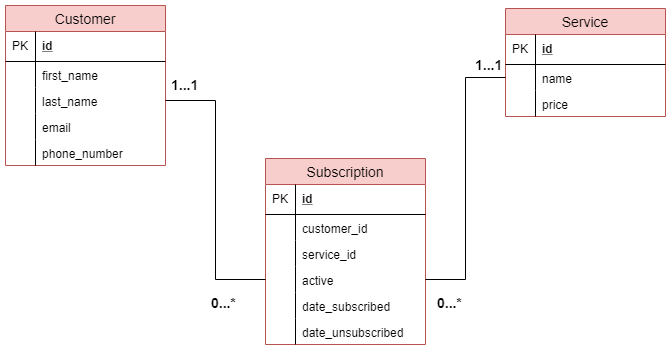 Customer
PK id
first_name
last_name
email
phone_number
1...1
Service
PK id
name
price
1...1
Subscription
PK id
customer_id
service_id
active
date_subscribed
date_unsubscribed
0...*
0...*